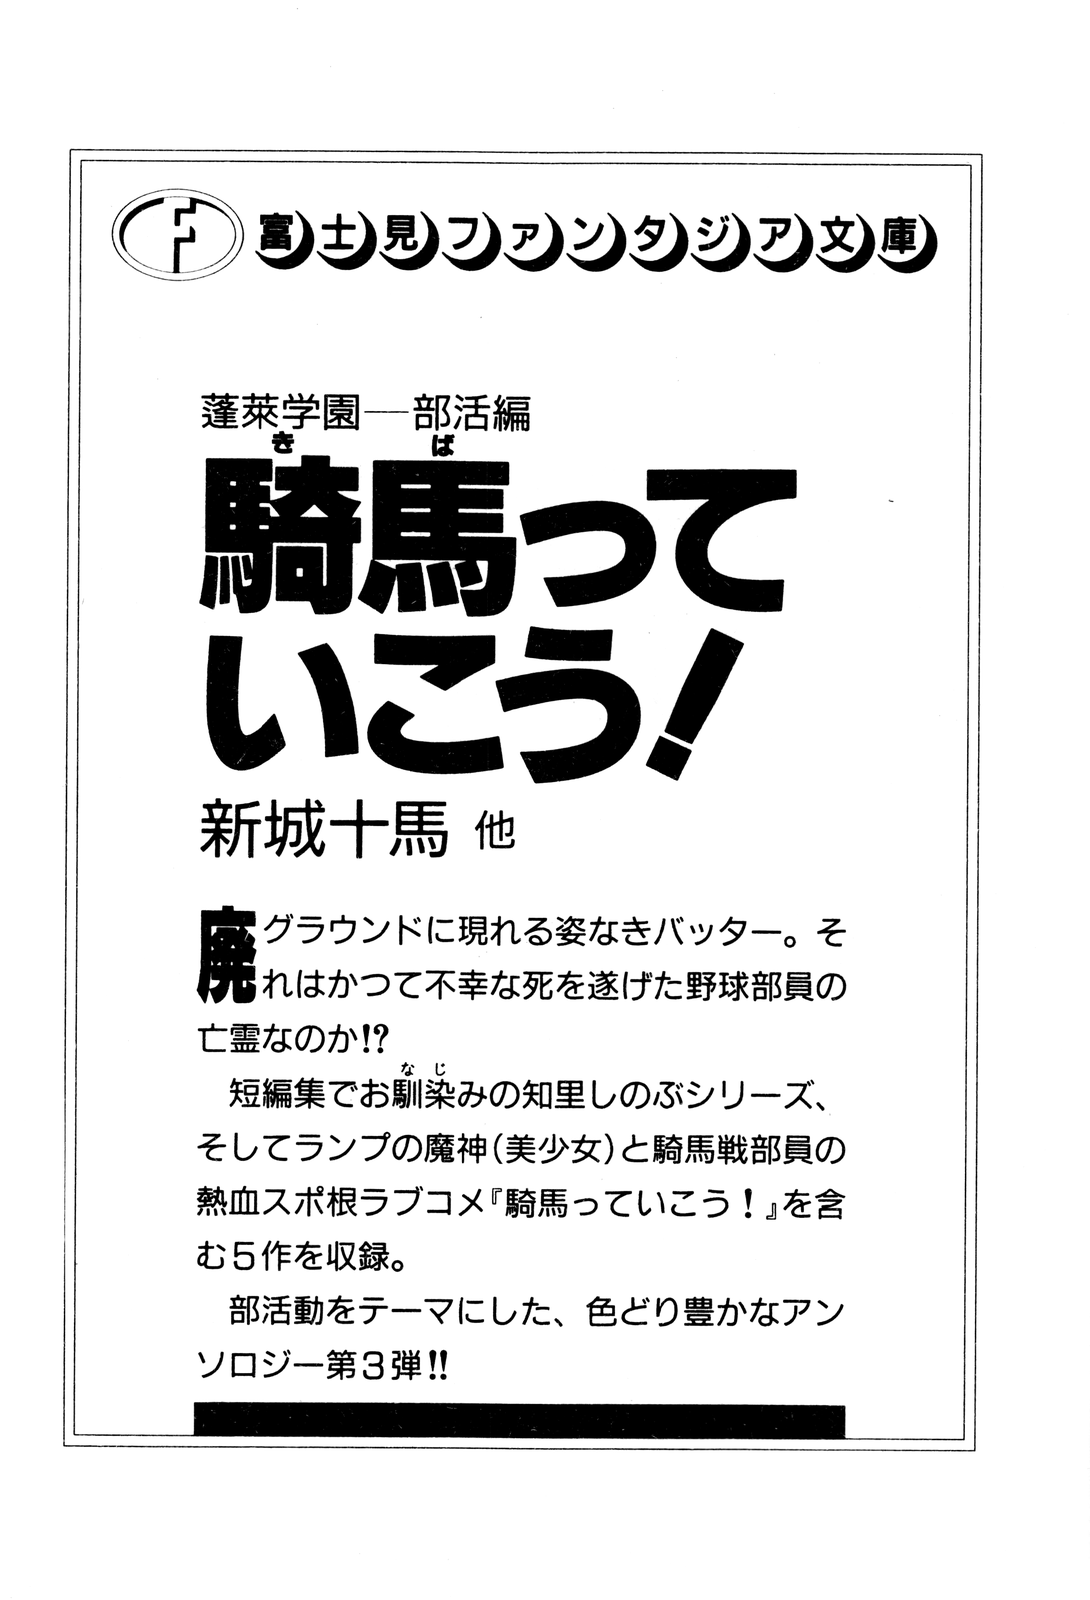 富士見ファンタジア文庫
蓬萊学園―部活編
きば
騎馬って
いこう!
新城十馬 他
廃グラウンドに現れる姿なきバッター。そ
れはかつて不幸な死を遂げた野球部員の
亡霊なのか!?
なじ
短編集でお馴染みの知里しのぶシリーズ、
そしてランプの魔神(美少女)と騎馬戦部員の
熱血スポ根ラブコメ『騎馬っていこう!』を含
む5作を収録。
部活動をテーマにした、色どり豊かなアン
ソロジー第3弾!!